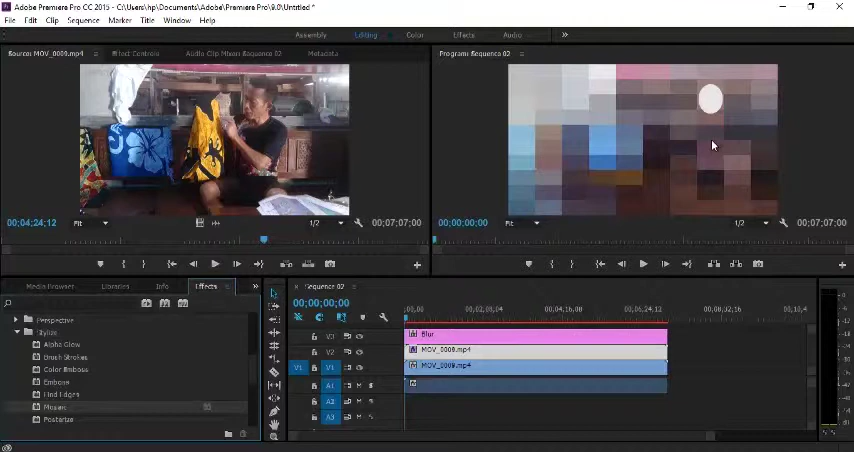 Adobe Premiere Pro CC 2015 - C:\Users\hp\Documents\Adobe\Premiere Pro\9.0\Untitled *
File Edit Clip Sequence Marker Title Window Help
Assembly Editing Color Effects Audio
Source: MOV_0009.mp4 Effect Controls Audio Clip Mixer: Sequence 02 Metadata
Program: Sequence 02
00;04;24;12 Fit 1/2 00;07;07;00
00;00;00;00 Fit 1/2 00;07;07;00
Media Browser Libraries Info Effects
Sequence 02
00;00;00;00
;00;00 00;02;08;04 00;04;16;08 00;06;24;12 00;08;32;16 00;10;4
Perspective
Stylize
Alpha Glow
Brush Strokes
Color Emboss
Emboss
Find Edges
Mosaic
Posterize
V3 Blur
V2 MOV_0009.mp4
V1 V1 MOV_0009.mp4
A1 M S
A2 M S
A3 M S